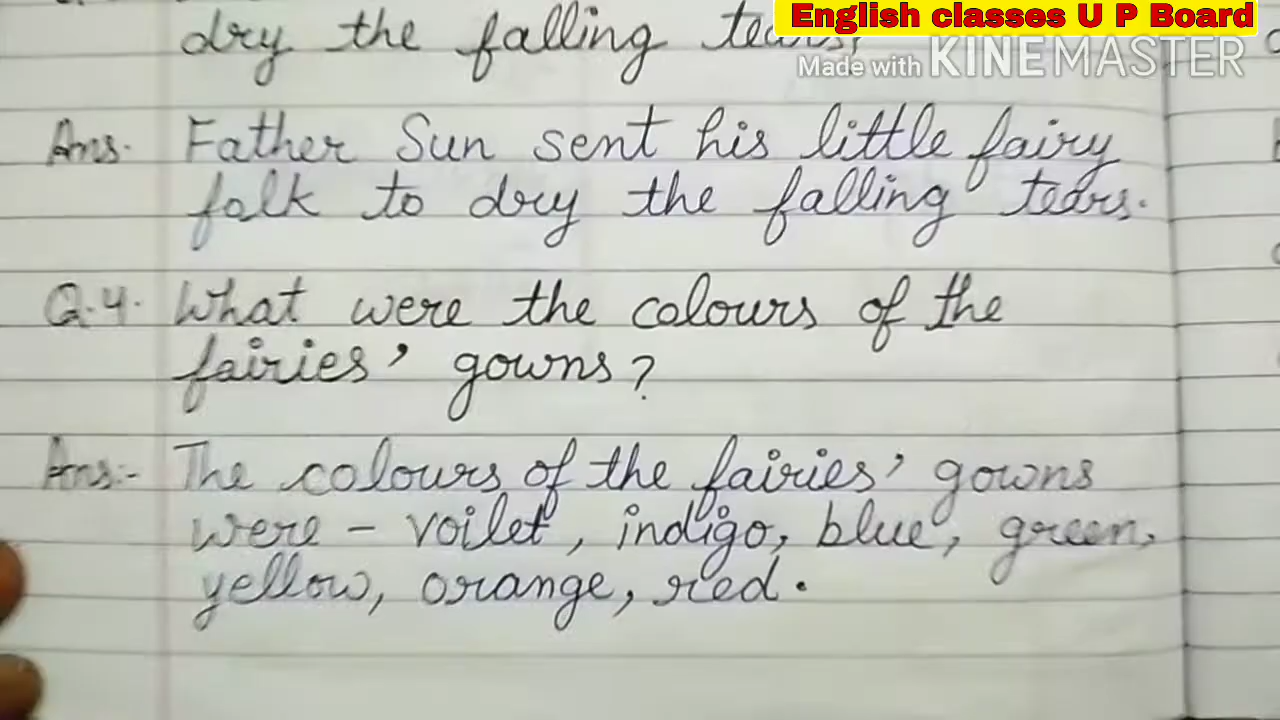 English classes U P Board
Made with KINEMASTER
dry the falling tears?
Ans. Father Sun sent his little fairy
folk to dry the falling tears.
Q.4. What were the colours of the
fairies' gowns?
Ans:- The colours of the fairies' gowns
were - voilet, indigo, blue, green,
yellow, orange, red.